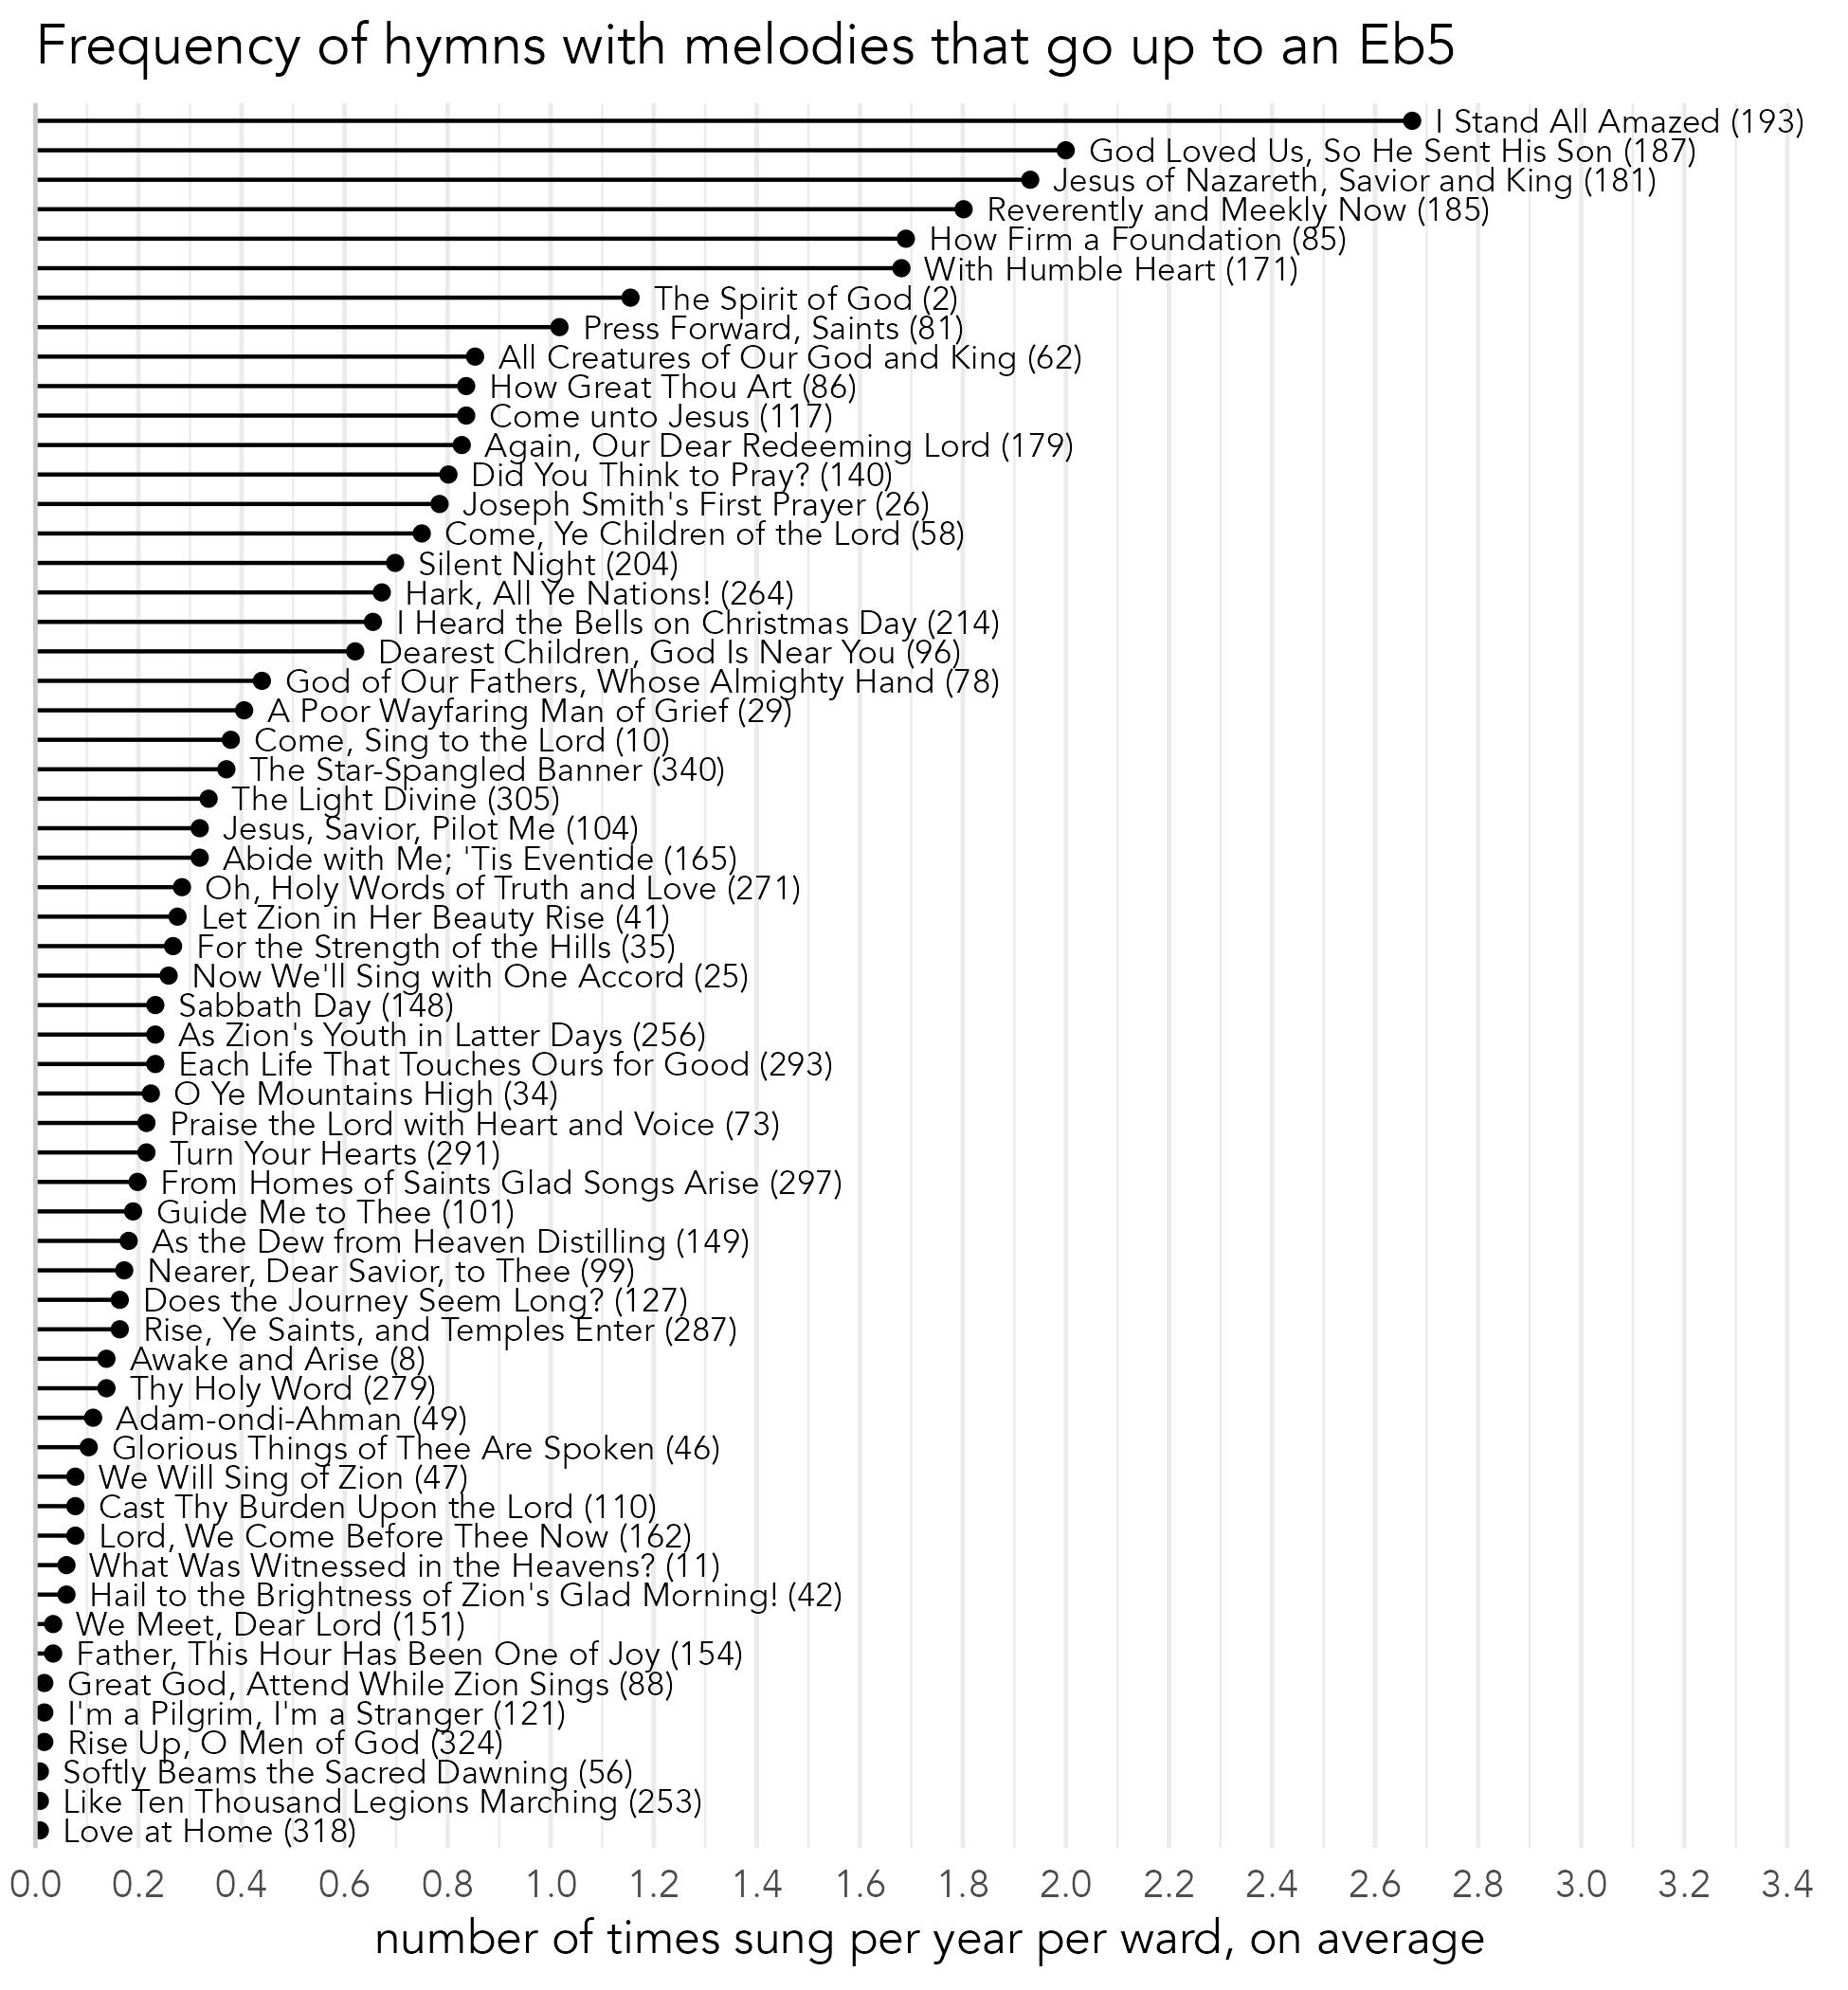 Frequency of hymns with melodies that go up to an Eb5
I Stand All Amazed (193)
God Loved Us, So He Sent His Son (187)
Jesus of Nazareth, Savior and King (181)
Reverently and Meekly Now (185)
How Firm a Foundation (85)
With Humble Heart (171)
The Spirit of God (2)
Press Forward, Saints (81)
All Creatures of Our God and King (62)
How Great Thou Art (86)
Come unto Jesus (117)
Again, Our Dear Redeeming Lord (179)
Did You Think to Pray? (140)
Joseph Smith's First Prayer (26)
Come, Ye Children of the Lord (58)
Silent Night (204)
Hark, All Ye Nations! (264)
I Heard the Bells on Christmas Day (214)
Dearest Children, God Is Near You (96)
God of Our Fathers, Whose Almighty Hand (78)
A Poor Wayfaring Man of Grief (29)
Come, Sing to the Lord (10)
The Star-Spangled Banner (340)
The Light Divine (305)
Jesus, Savior, Pilot Me (104)
Abide with Me; 'Tis Eventide (165)
Oh, Holy Words of Truth and Love (271)
Let Zion in Her Beauty Rise (41)
For the Strength of the Hills (35)
Now We'll Sing with One Accord (25)
Sabbath Day (148)
As Zion's Youth in Latter Days (256)
Each Life That Touches Ours for Good (293)
O Ye Mountains High (34)
Praise the Lord with Heart and Voice (73)
Turn Your Hearts (291)
From Homes of Saints Glad Songs Arise (297)
Guide Me to Thee (101)
As the Dew from Heaven Distilling (149)
Nearer, Dear Savior, to Thee (99)
Does the Journey Seem Long? (127)
Rise, Ye Saints, and Temples Enter (287)
Awake and Arise (8)
Thy Holy Word (279)
Adam-ondi-Ahman (49)
Glorious Things of Thee Are Spoken (46)
We Will Sing of Zion (47)
Cast Thy Burden Upon the Lord (110)
Lord, We Come Before Thee Now (162)
What Was Witnessed in the Heavens? (11)
Hail to the Brightness of Zion's Glad Morning! (42)
We Meet, Dear Lord (151)
Father, This Hour Has Been One of Joy (154)
Great God, Attend While Zion Sings (88)
I'm a Pilgrim, I'm a Stranger (121)
Rise Up, O Men of God (324)
Softly Beams the Sacred Dawning (56)
Like Ten Thousand Legions Marching (253)
Love at Home (318)
0.0 0.2 0.4 0.6 0.8 1.0 1.2 1.4 1.6 1.8 2.0 2.2 2.4 2.6 2.8 3.0 3.2 3.4
number of times sung per year per ward, on average